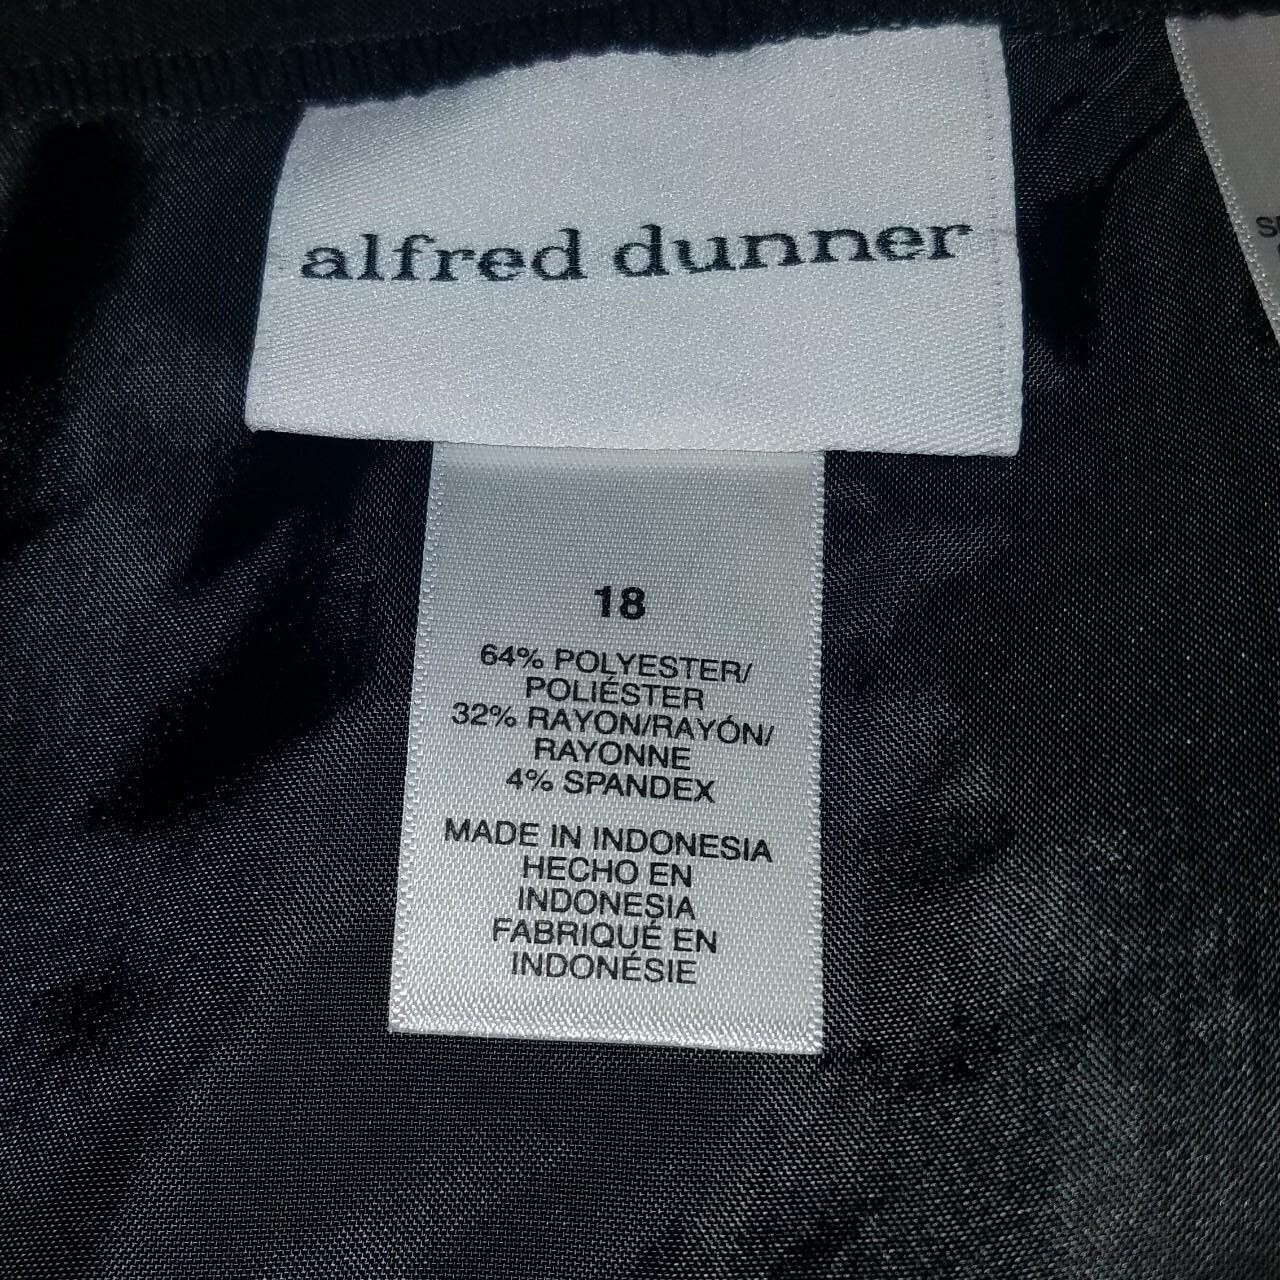 alfred dunner
18
64% POLYESTER/
POLIÉSTER
32% RAYON/RAYÓN/
RAYONNE
4% SPANDEX
MADE IN INDONESIA
HECHO EN
INDONESIA
FABRIQUÉ EN
INDONÉSIE